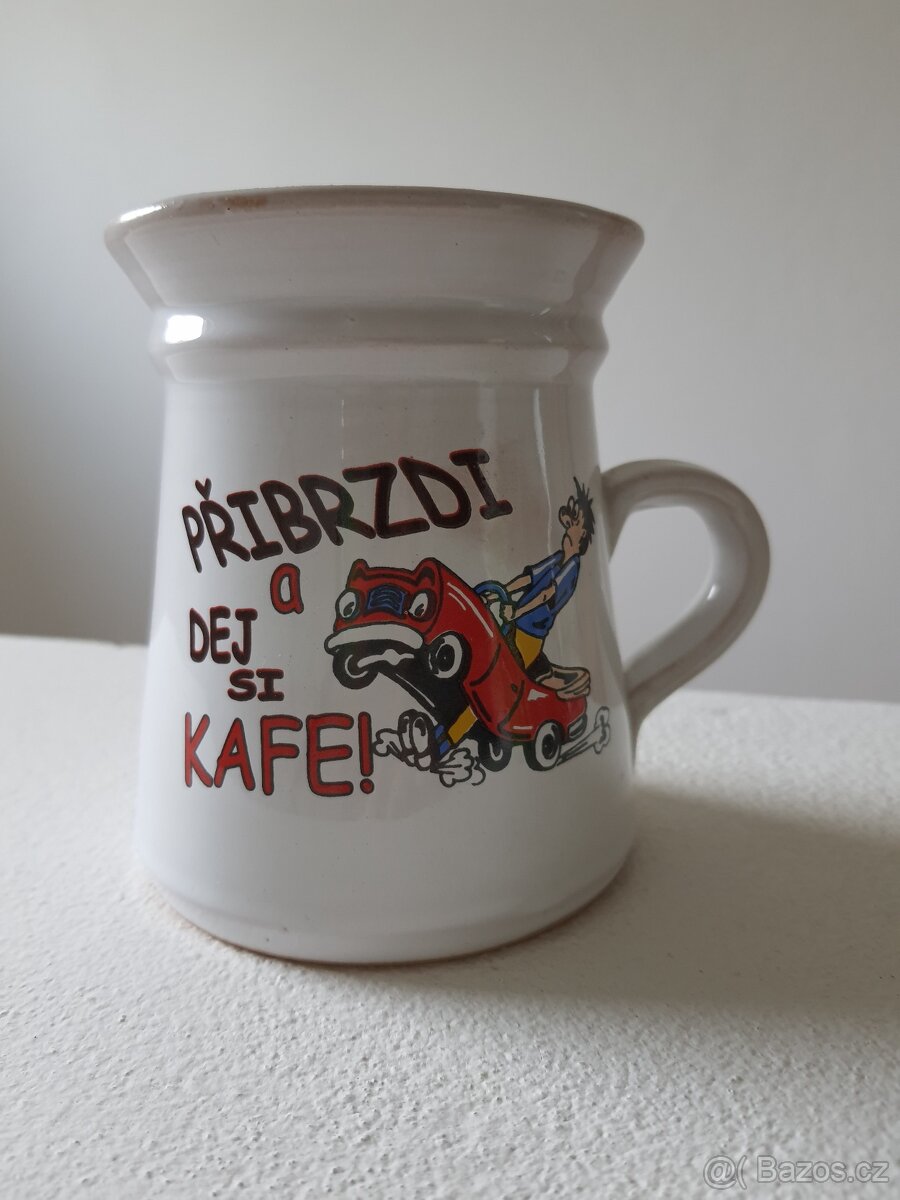 PŘIBRZDI
a
DEJ
SI
KAFE!
@( Bazos.cz